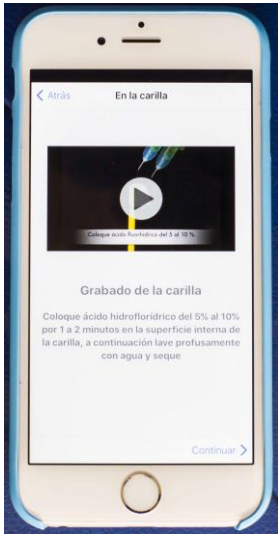 Atrás
En la carilla
Coloque ácido fluorhídrico del 5 al 10 %
Grabado de la carilla
Coloque ácido hidroflorídrico del 5% al 10%
por 1 a 2 minutos en la superficie interna de
la carilla, a continuación lave profusamente
con agua y seque
Continuar